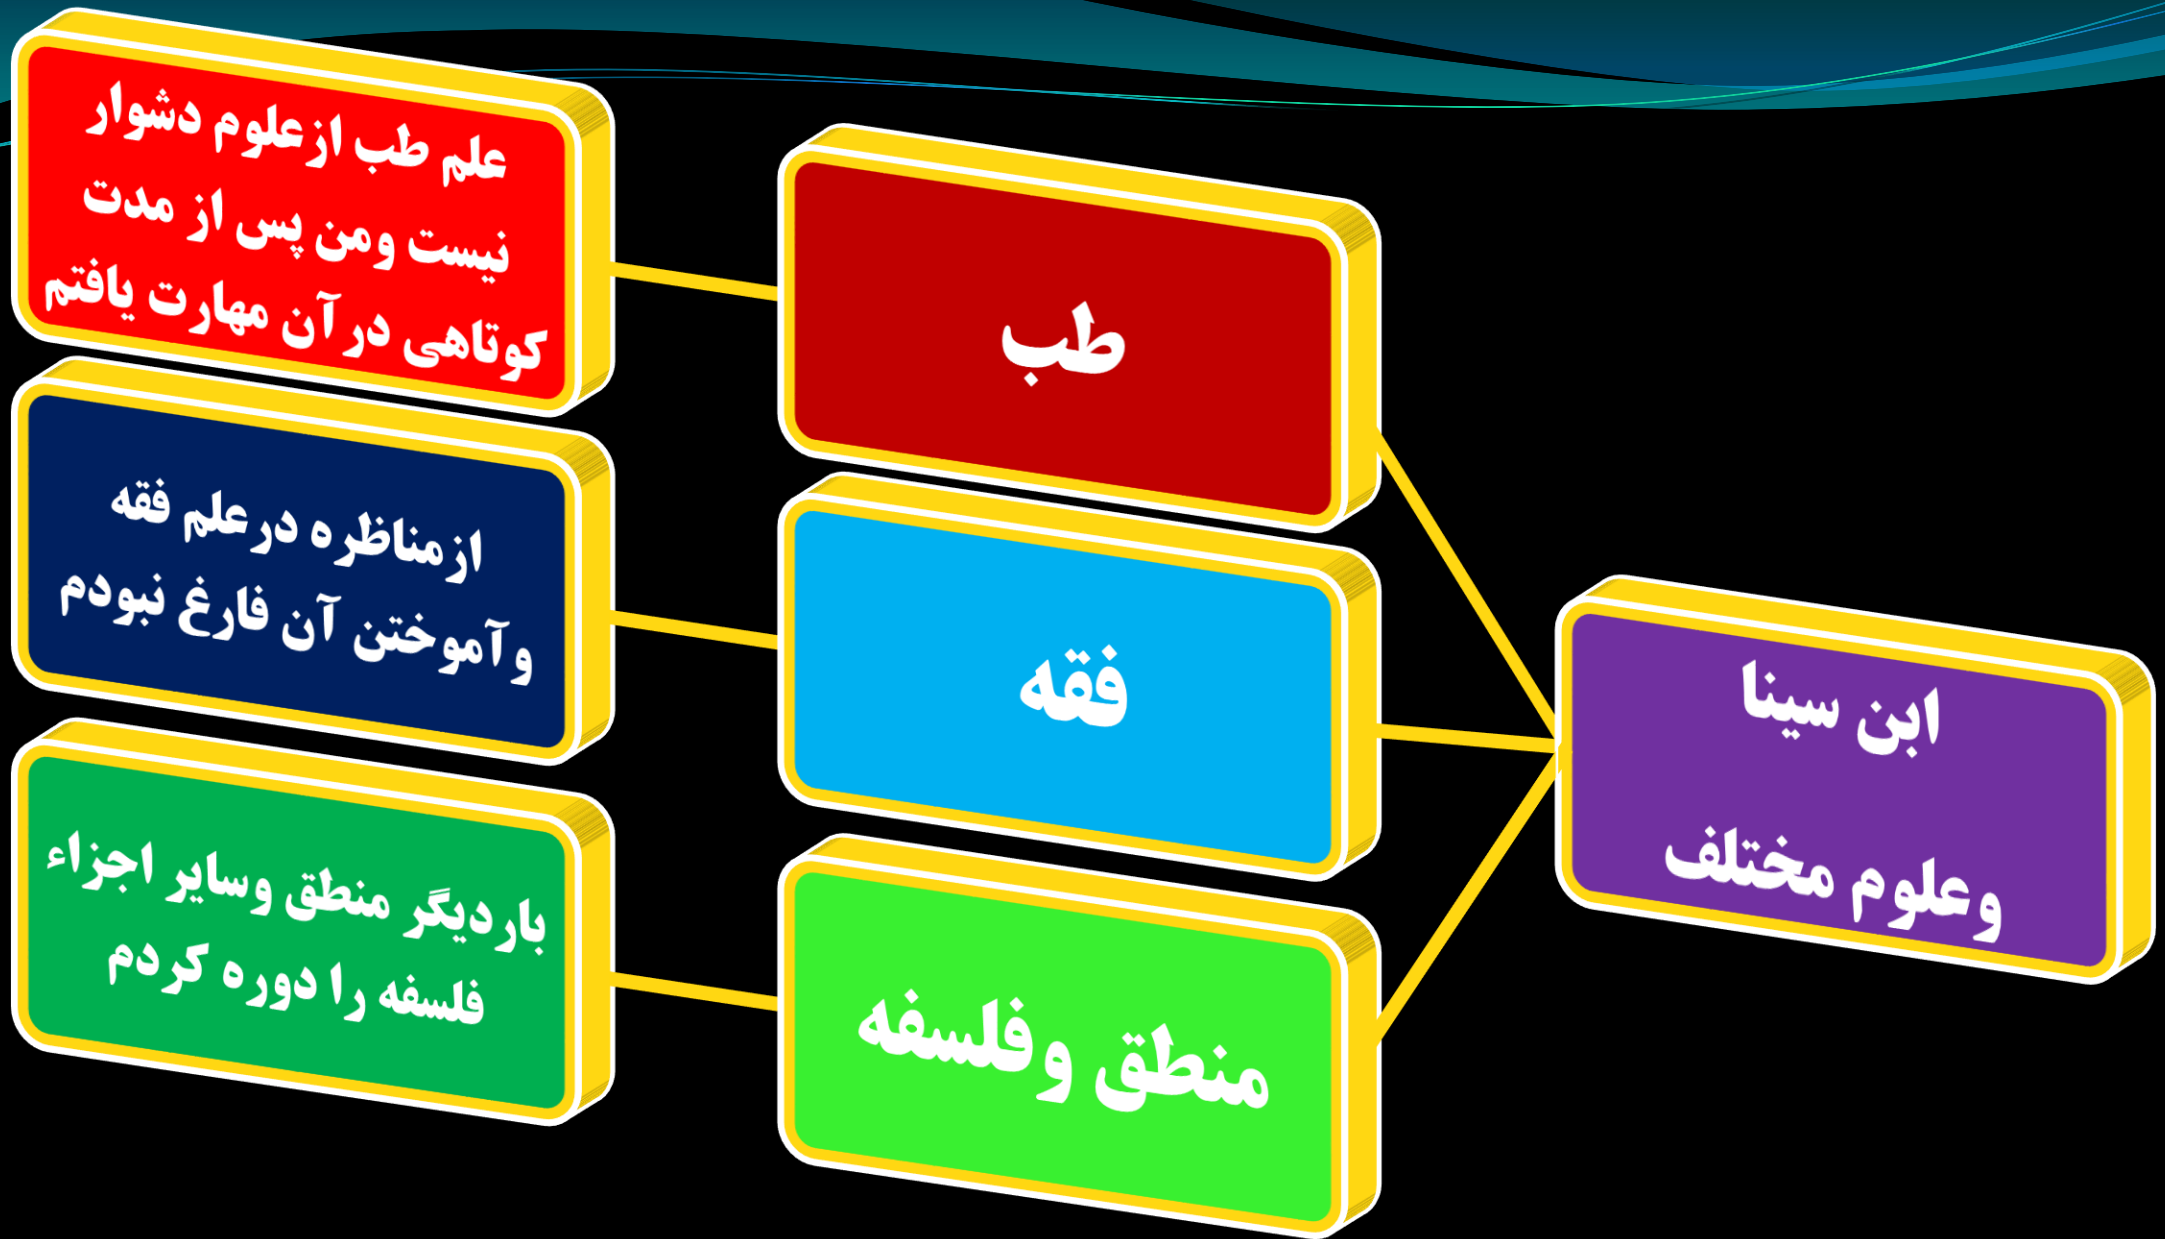 ابن سینا
وعلوم مختلف
طب
علم طب ازعلوم دشوار
نیست ومن پس از مدت
کوتاهی درآن مهارت یافتم
فقه
ازمناظره درعلم فقه
وآموختن آن فارغ نبودم
منطق وفلسفه
باردیگر منطق وسایر اجزاء
فلسفه را دوره کردم